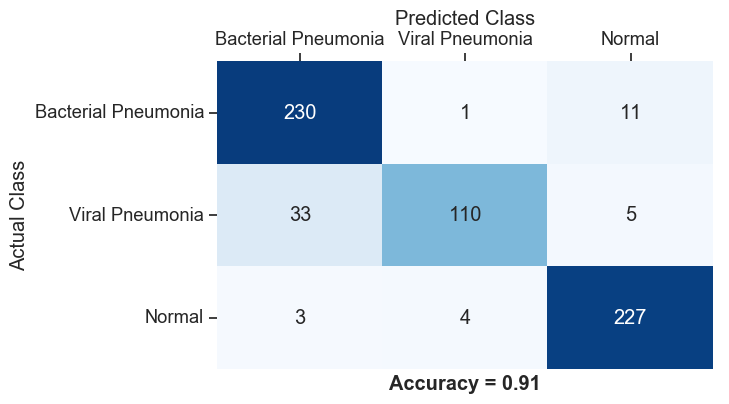 Predicted Class
Bacterial Pneumonia Viral Pneumonia Normal
Bacterial Pneumonia 230 1 11
Actual Class
Viral Pneumonia 33 110 5
Normal 3 4 227
Accuracy = 0.91